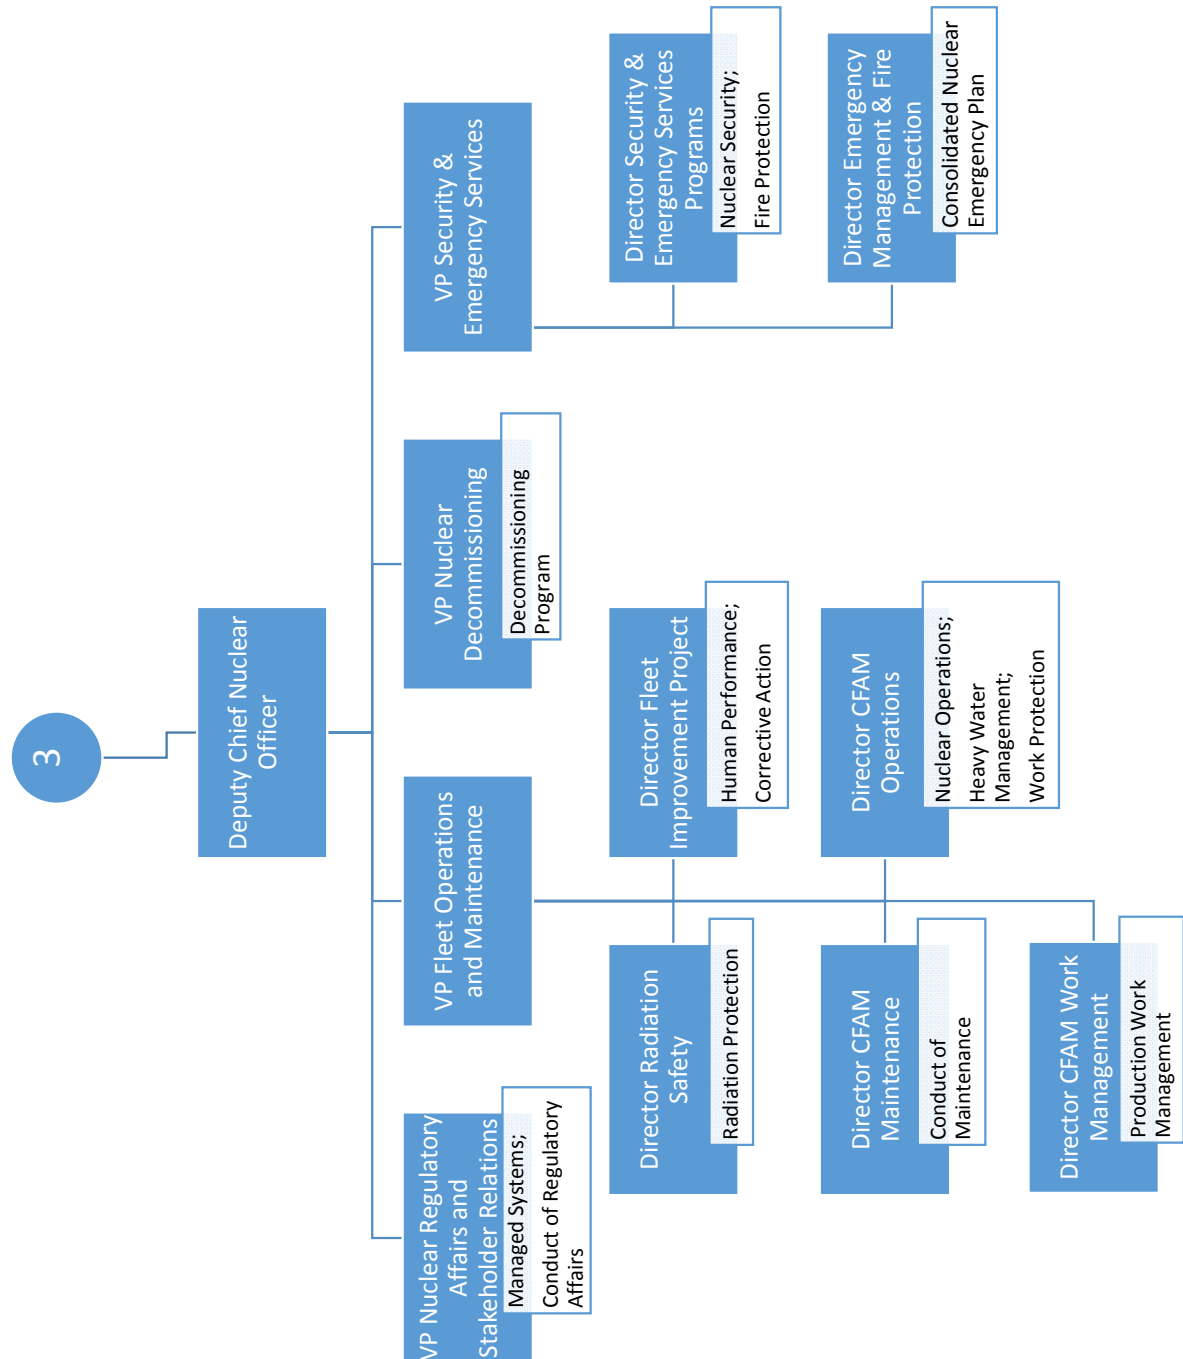 3
Deputy Chief Nuclear
Officer
VP Nuclear Regulatory
Affairs and
Stakeholder Relations
Managed Systems;
Conduct of Regulatory
Affairs
VP Fleet Operations
and Maintenance
VP Nuclear
Decommissioning
Decommissioning
Program
VP Security &
Emergency Services
Director Radiation
Safety
Radiation Protection
Director Fleet
Improvement Project
Human Performance;
Corrective Action
Director CFAM
Maintenance
Conduct of
Maintenance
Director CFAM
Operations
Nuclear Operations;
Heavy Water
Management;
Work Protection
Director CFAM Work
Management
Production Work
Management
Director Security &
Emergency Services
Programs
Nuclear Security;
Fire Protection
Director Emergency
Management & Fire
Protection
Consolidated Nuclear
Emergency Plan